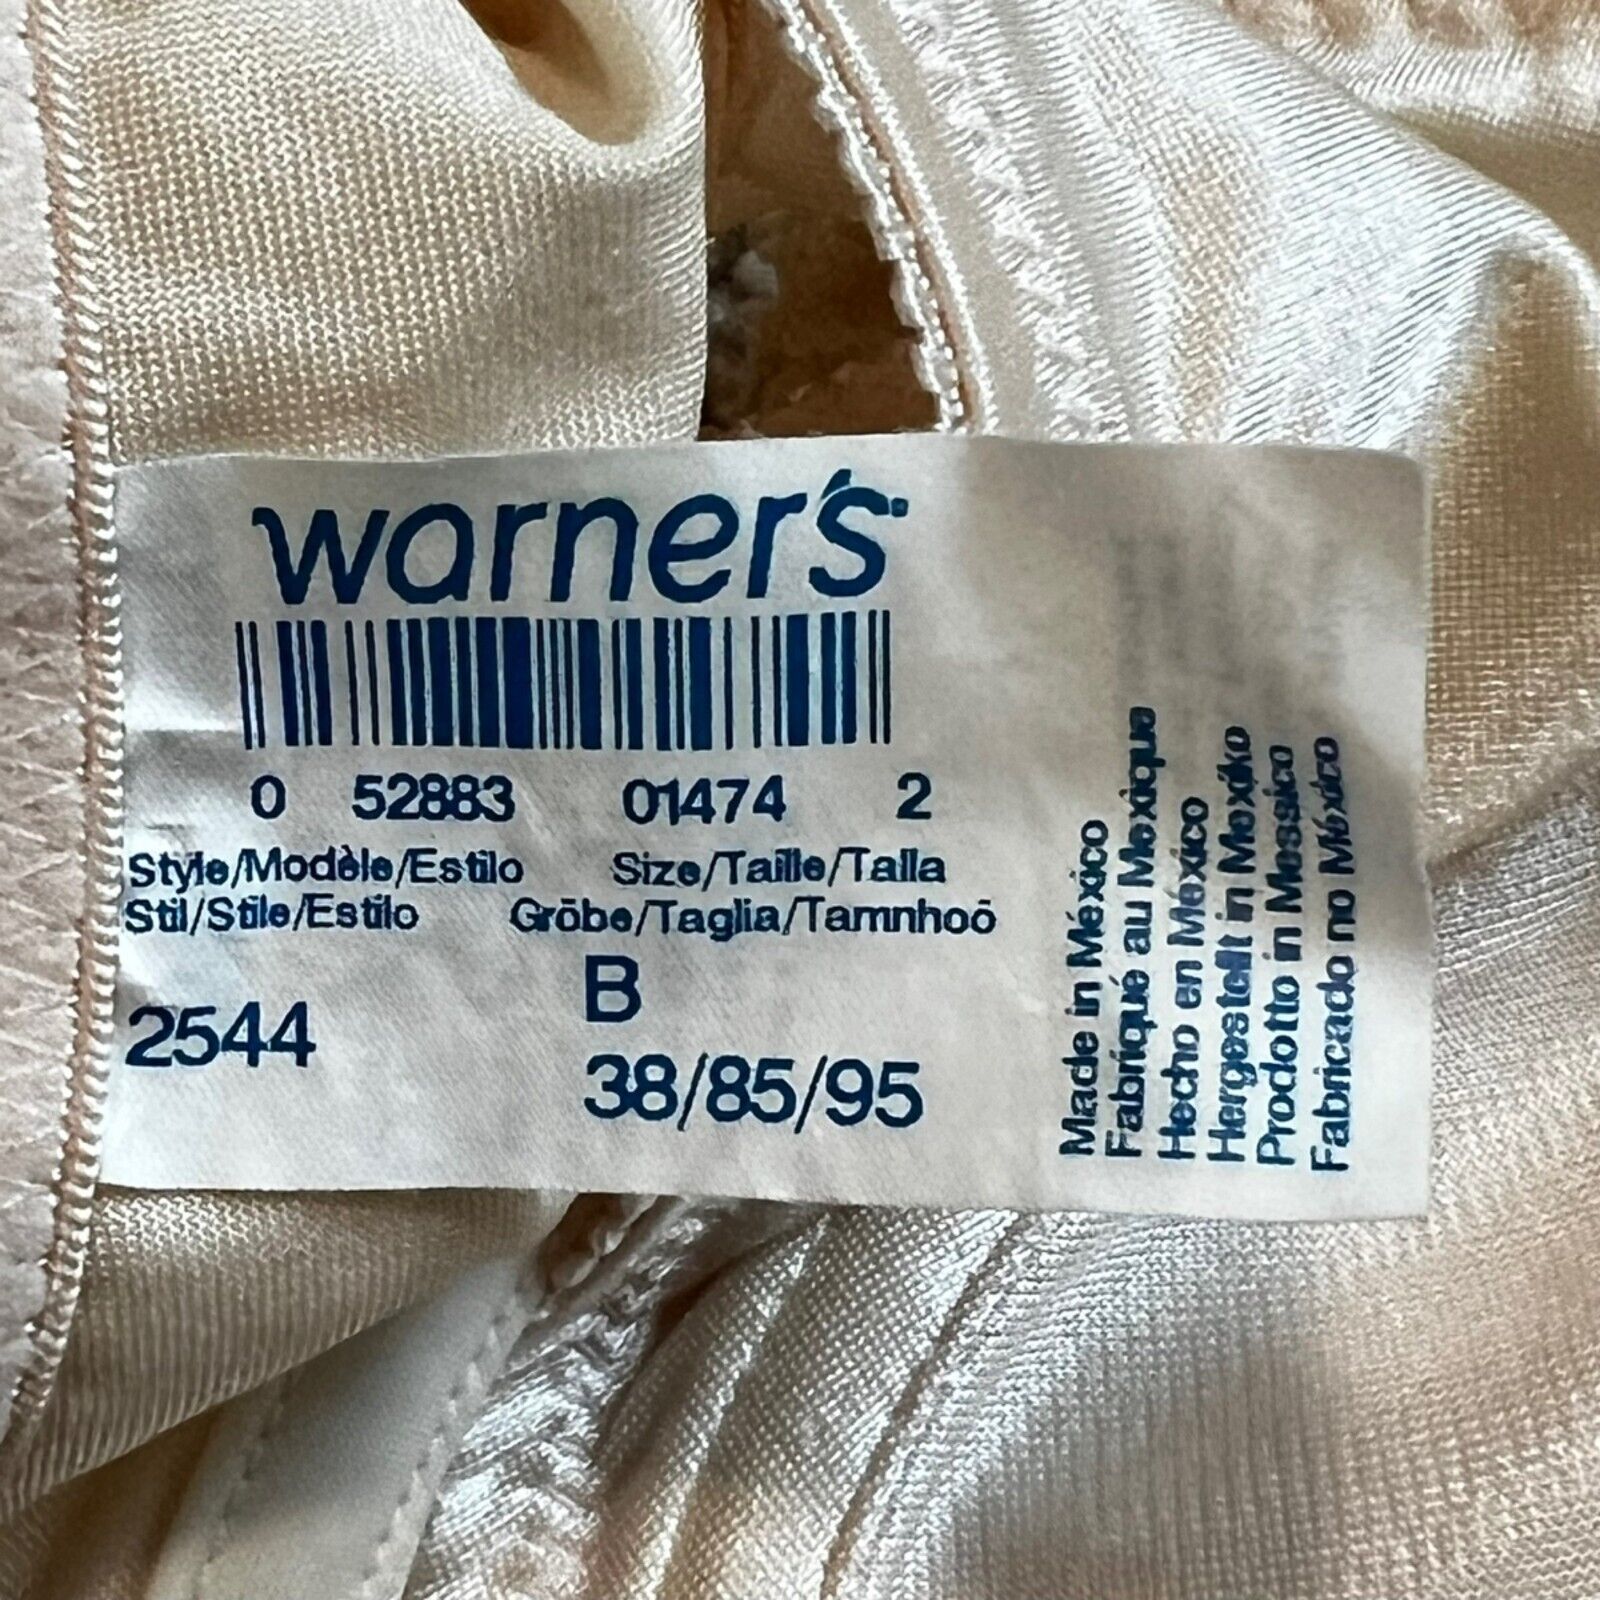 warner's
0 52883 01474 2
Style/Modèle/Estilo Size/Taille/Talla
Stil/Stile/Estilo Gröbe/Taglia/Tamnhoō
B
2544
38/85/95
Made in México
Fabriqué au Mexique
Hecho en México
Hergestellt in Mexiko
Prodotto in Messico
Fabricado no México